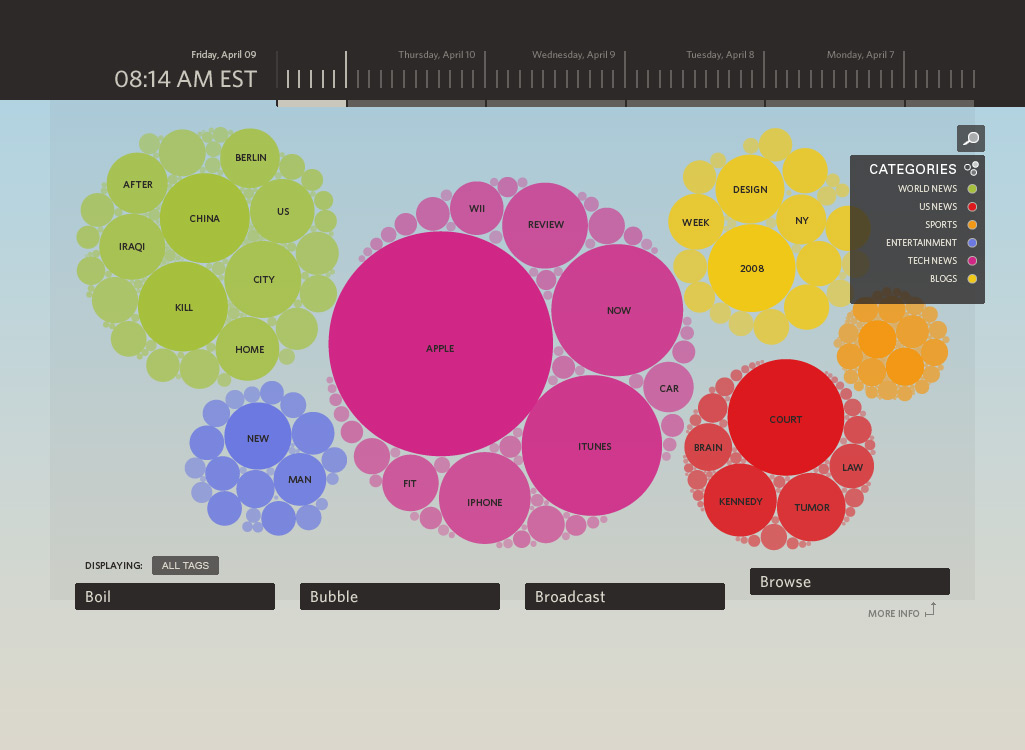 Friday, April 09
08:14 AM EST
Thursday, April 10
Wednesday, April 9
Tuesday, April 8
Monday, April 7
CATEGORIES
WORLD NEWS
US NEWS
SPORTS
ENTERTAINMENT
TECH NEWS
BLOGS
BERLIN
AFTER
CHINA
US
IRAQI
CITY
KILL
HOME
NEW
MAN
WII
REVIEW
NOW
APPLE
CAR
ITUNES
FIT
IPHONE
DESIGN
WEEK
NY
2008
COURT
BRAIN
LAW
KENNEDY
TUMOR
DISPLAYING: ALL TAGS
Boil
Bubble
Broadcast
Browse
MORE INFO